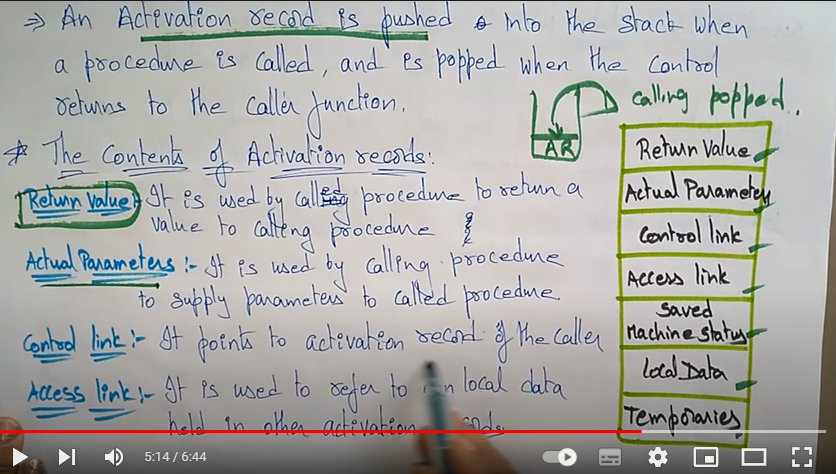 ⇒ An Activation record is pushed into the stack when
a procedure is called, and is popped when the control
returns to the caller function.
calling popped.
AR
* The Contents of Activation records:
Return Value:- It is used by called procedure to return a
value to calling procedure
Actual Parameters:- It is used by calling procedure
to supply parameters to called procedure
Control link:- It points to activation record of the caller
Access link:- It is used to refer to local data
held in other activation
Return Value
Actual Parameters
Control link
Access link
Saved
Machine Status
Local Data
Temporaries
5:14 / 6:44